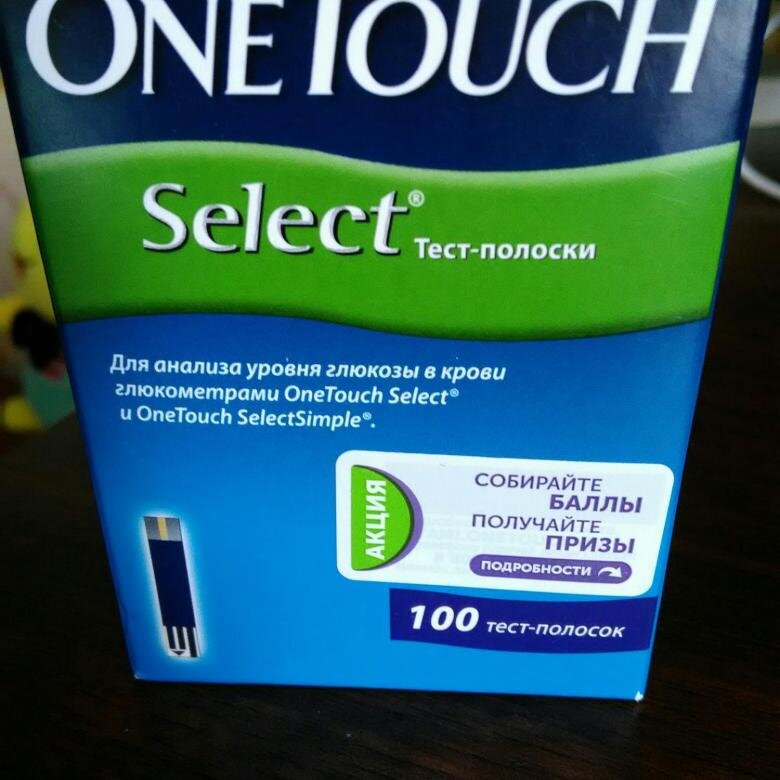 ONETOUCH
Select® Тест-полоски
Для анализа уровня глюкозы в крови
глюкометрами OneTouch Select®
и OneTouch SelectSimple®.
АКЦИЯ
СОБИРАЙТЕ
БАЛЛЫ
ПОЛУЧАЙТЕ
ПРИЗЫ
ПОДРОБНОСТИ
100 тест-полосок